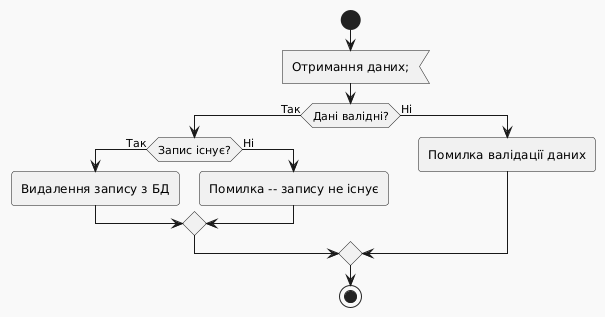 Отримання даних;
Так
Дані валідні?
Ні
Так
Запис існує?
Ні
Помилка валідації даних
Видалення запису з БД
Помилка -- запису не існує